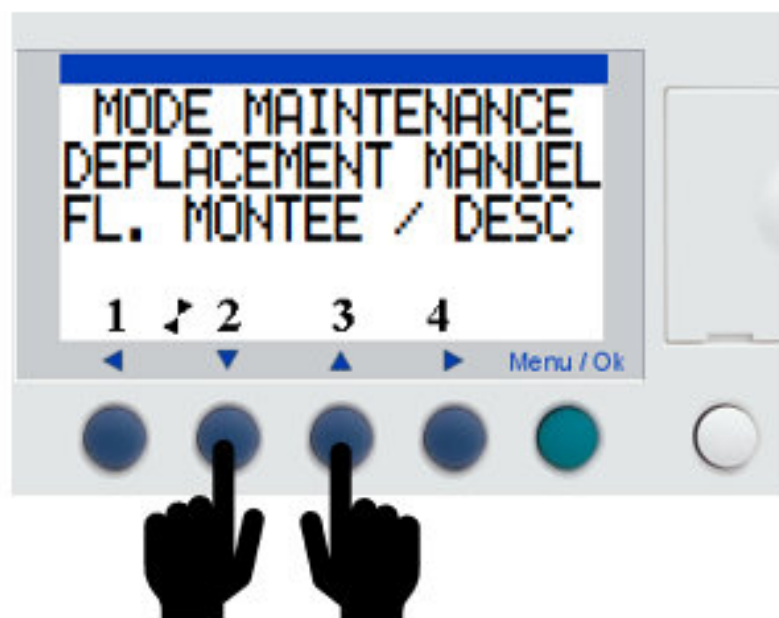 MODE MAINTENANCE
DEPLACEMENT MANUEL
FL. MONTEE / DESC
1 2 3 4
Menu / Ok